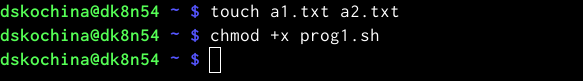 dskochina@dk8n54 ~ $ touch a1.txt a2.txt
dskochina@dk8n54 ~ $ chmod +x prog1.sh
dskochina@dk8n54 ~ $